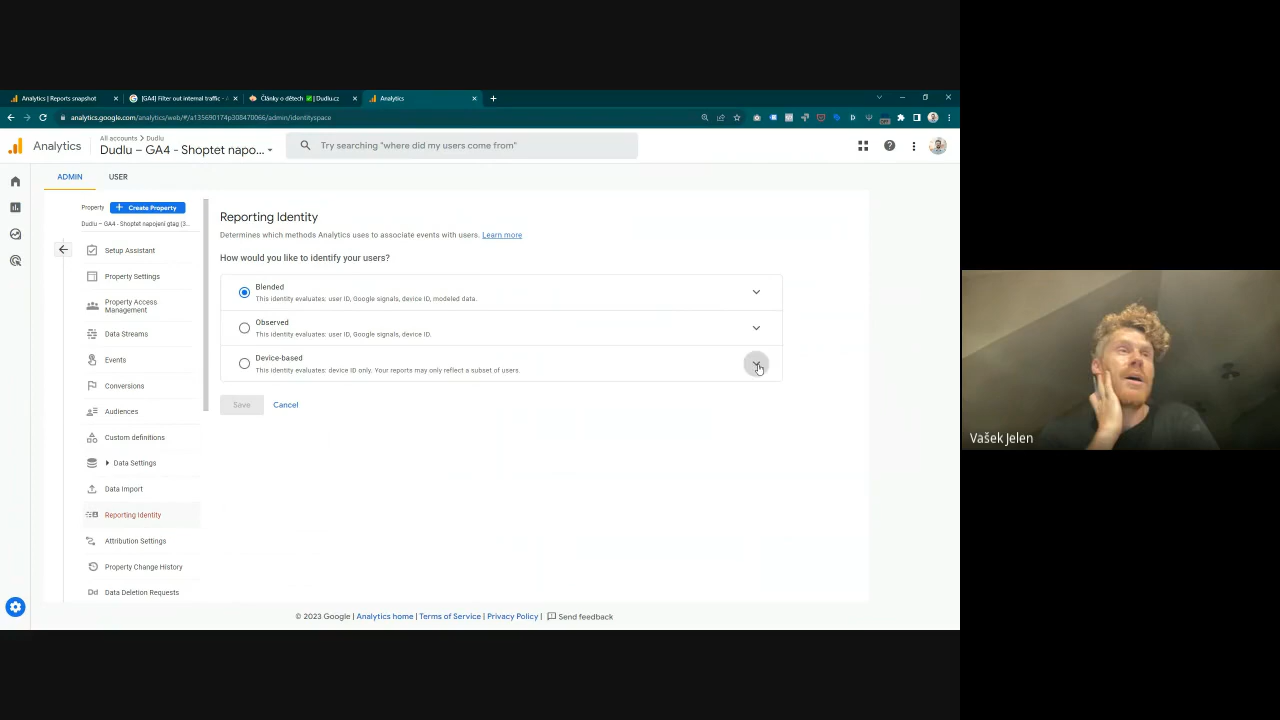 Analytics | Reports snapshot
[GA4] Filter out internal traffic - A
Články o dětech ✅ | Dudlu.cz
Analytics
analytics.google.com/analytics/web/#/a135690174p308470066/admin/identityspace
Analytics
All accounts > Dudlu
Dudlu – GA4 - Shoptet napo...
Try searching "where did my users come from"
ADMIN
USER
Property
+ Create Property
Dudlu – GA4 - Shoptet napojení gtag (3...
Setup Assistant
Property Settings
Property Access
Management
Data Streams
Events
Conversions
Audiences
Custom definitions
Data Settings
Data Import
Reporting Identity
Attribution Settings
Property Change History
Dd Data Deletion Requests
Reporting Identity
Determines which methods Analytics uses to associate events with users. Learn more
How would you like to identify your users?
Blended
This identity evaluates: user ID, Google signals, device ID, modeled data.
Observed
This identity evaluates: user ID, Google signals, device ID.
Device-based
This identity evaluates: device ID only. Your reports may only reflect a subset of users.
Save
Cancel
© 2023 Google | Analytics home | Terms of Service | Privacy Policy | Send feedback
Vašek Jelen